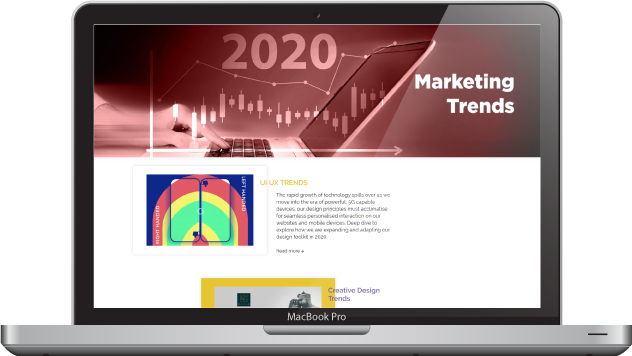 2020
Marketing
Trends
LEFT HANDED
RIGHT HANDED
UI UX TRENDS
The rapid growth of technology spills over as we
move into the era of powerful, 5G capable
devices, our design principles must acclimatise
for seamless personalised interaction on our
websites and mobile devices. Deep dive to
explore how we are expanding and adapting our
design toolkit in 2020.
Read more »
Creative Design
Trends
MacBook Pro